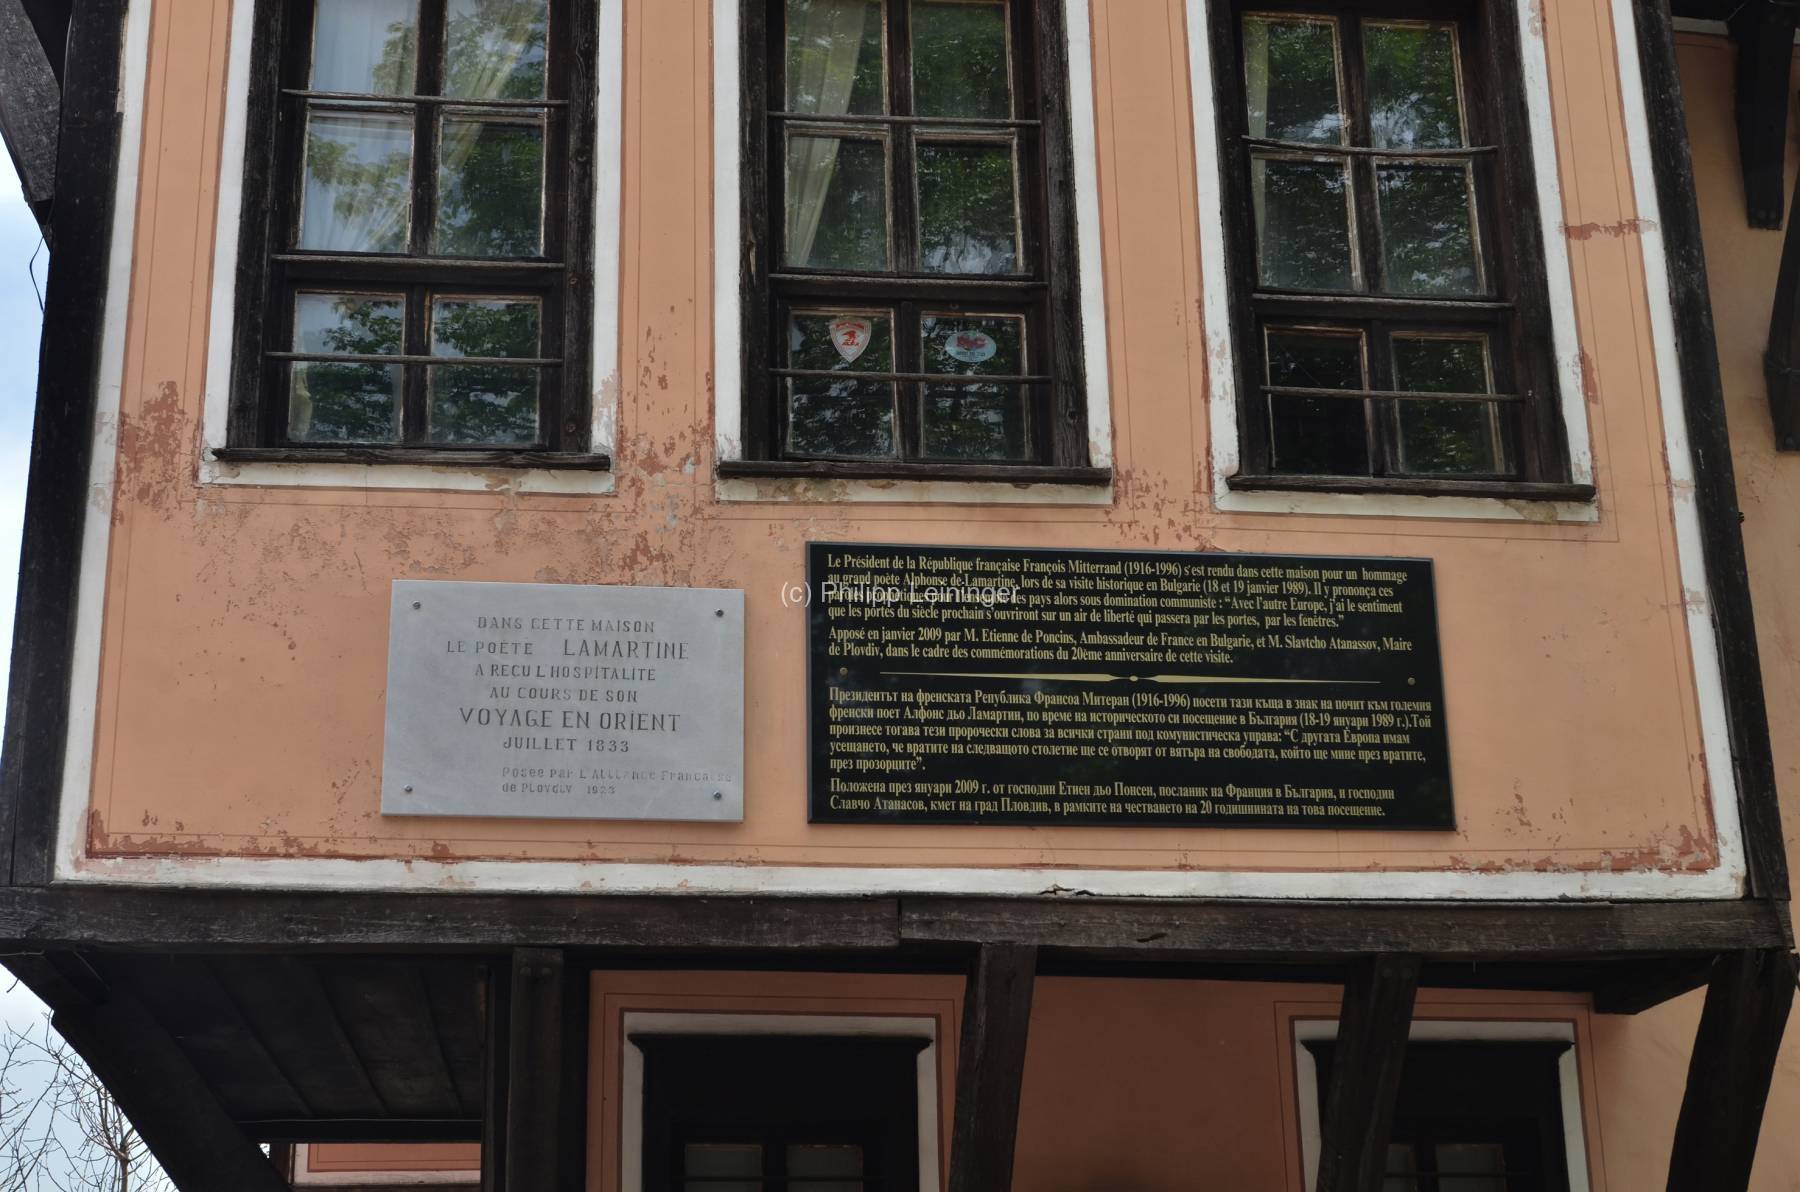 DANS CETTE MAISON
LE POÈTE LAMARTINE
A REÇU L HOSPITALITE
AU COURS DE SON
VOYAGE EN ORIENT
JUILLET 1833
Posée par L'Alliance Française
de Plovdiv 1923
Le Président de la République française François Mitterrand (1916-1996) s'est rendu dans cette maison pour un hommage
au grand poète Alphonse de Lamartine, lors de sa visite historique en Bulgarie (18 et 19 janvier 1989). Il y prononça ces
des pays alors sous domination communiste : “Avec l'autre Europe, j'ai le sentiment
que les portes du siècle prochain s'ouvriront sur un air de liberté qui passera par les portes, par les fenêtres.”
Apposé en janvier 2009 par M. Etienne de Poncins, Ambassadeur de France en Bulgarie, et M. Slavtcho Atanassov, Maire
de Plovdiv, dans le cadre des commémorations du 20ème anniversaire de cette visite.
Президентът на френската Република Франсоа Митеран (1916-1996) посети тази къща в знак на почит към големия
френски поет Алфонс дьо Ламартин, по време на историческото си посещение в България (18-19 януари 1989 г.).Той
произнесе тогава тези пророчески слова за всички страни под комунистическа управа: “С другата Европа имам
усещането, че вратите на следващото столетие ще се отворят от вятъра на свободата, който ще мине през вратите,
през прозорците”.
Положена през януари 2009 г. от господин Етиен дьо Понсен, посланик на Франция в България, и господин
Славчо Атанасов, кмет на град Пловдив, в рамките на честването на 20 годишнината на това посещение.
(c) Philipp Leininger